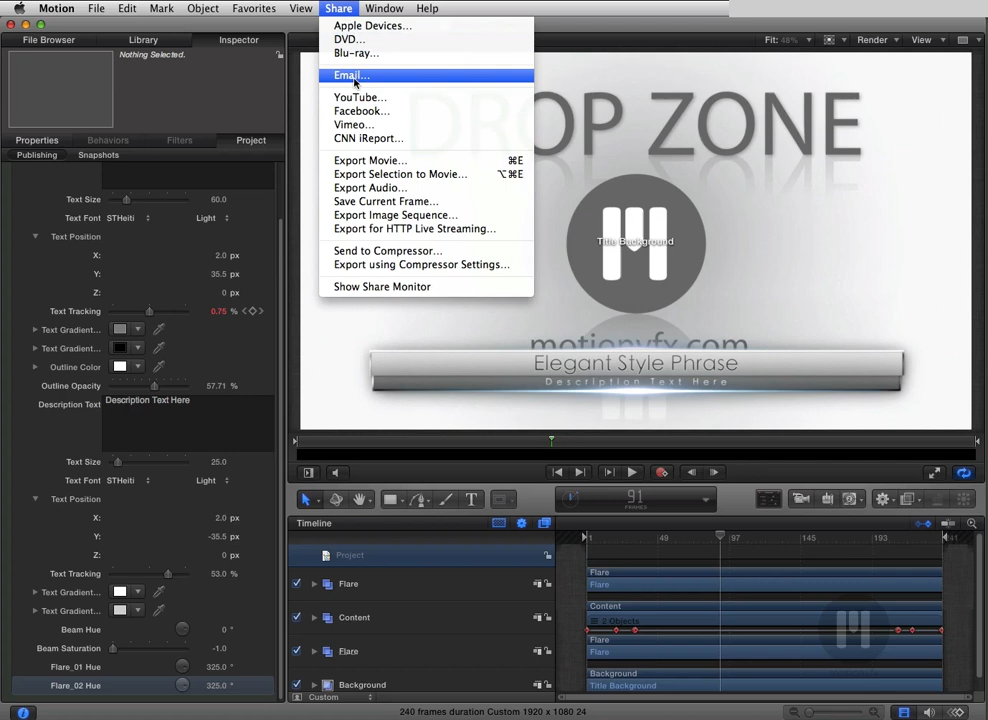 Motion File Edit Mark Object Favorites View Share Window Help
File Browser Library Inspector
Nothing Selected.
Properties Behaviors Filters Project
Publishing Snapshots
Text Size 60.0
Text Font STHeiti Light
Text Position
X: 2.0 px
Y: 35.5 px
Z: 0 px
Text Tracking 0.75 %
Text Gradient...
Text Gradient...
Outline Color
Outline Opacity 57.71 %
Description Text Description Text Here
Text Size 25.0
Text Font STHeiti Light
Text Position
X: 2.0 px
Y: -35.5 px
Z: 0 px
Text Tracking 53.0 %
Text Gradient...
Text Gradient...
Beam Hue 0 °
Beam Saturation -1.0
Flare_01 Hue 325.0 °
Flare_02 Hue 325.0 °
Apple Devices...
DVD...
Blu-ray...
Email...
YouTube...
Facebook...
Vimeo...
CNN iReport...
Export Movie... ⌘E
Export Selection to Movie... ⌥⌘E
Export Audio...
Save Current Frame...
Export Image Sequence...
Export for HTTP Live Streaming...
Send to Compressor...
Export using Compressor Settings...
Show Share Monitor
Fit: 48% Render View
DROP ZONE
Title Background
motionvfx.com
Elegant Style Phrase
Description Text Here
T
91
FRAMES
Timeline
1 49 97 145 193 241
Project
Flare
Content
Flare
Background
Flare
Flare
Content
2 Objects
Flare
Flare
Background
Title Background
Custom
240 frames duration Custom 1920 x 1080 24